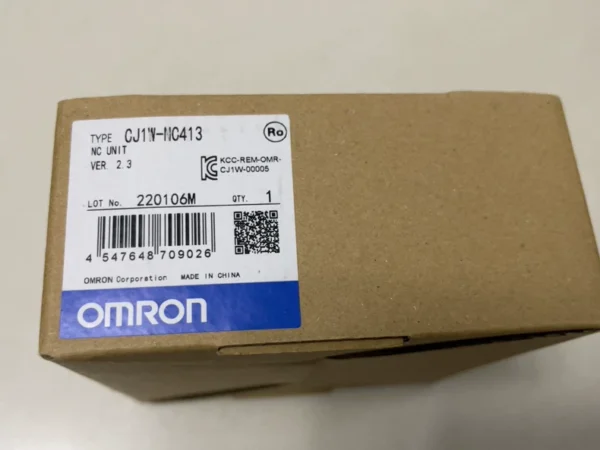 TYPE CJ1W-NC413
Ro
NC UNIT
VER. 2.3
KCC-REM-OMR-
CJ1W-00005
LOT No. 220106M QTY. 1
4 547648 709026
OMRON Corporation MADE IN CHINA
OMRON